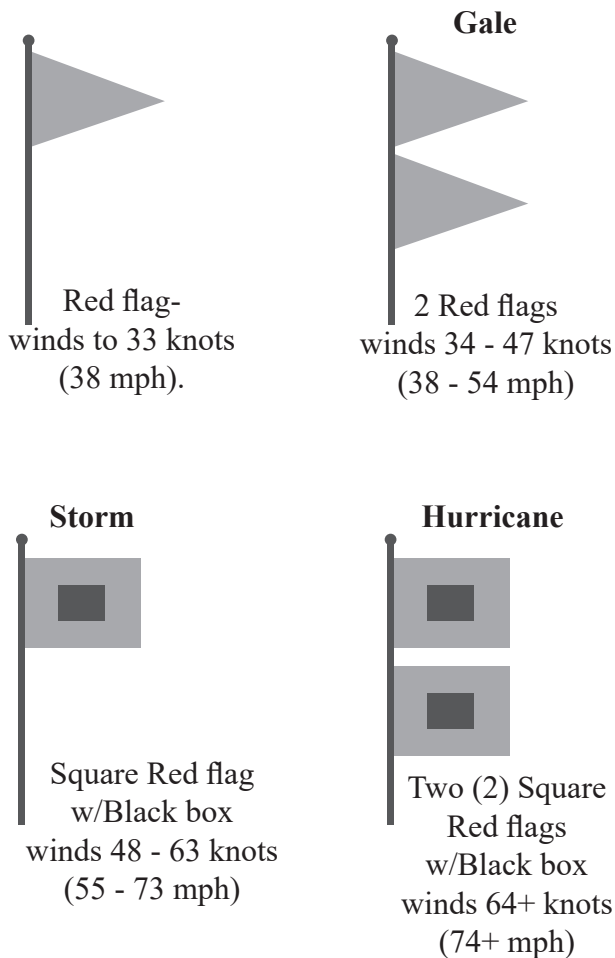 Red flag-
winds to 33 knots
(38 mph).
Gale
2 Red flags
winds 34 - 47 knots
(38 - 54 mph)
Storm
Square Red flag
w/Black box
winds 48 - 63 knots
(55 - 73 mph)
Hurricane
Two (2) Square
Red flags
w/Black box
winds 64+ knots
(74+ mph)